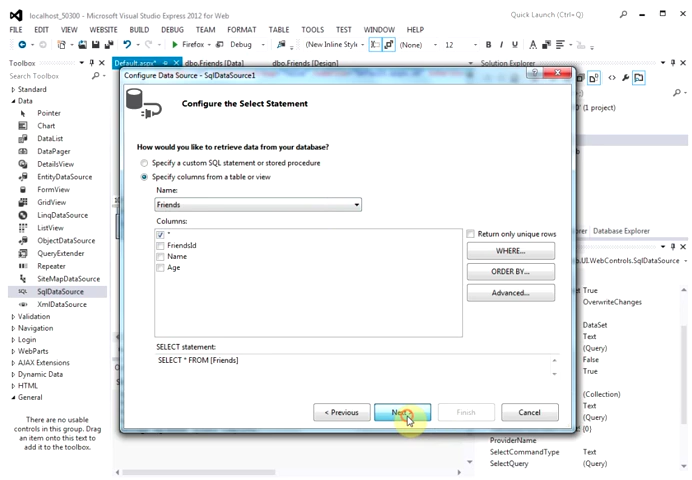 localhost_50300 - Microsoft Visual Studio Express 2012 for Web
Quick Launch (Ctrl+Q)
FILE EDIT VIEW WEBSITE BUILD DEBUG TEAM FORMAT TABLE TOOLS TEST WINDOW HELP
Firefox Debug (New Inline Style (None) 12 B I U A
Toolbox
Default.aspx* dbo.Friends [Data] dbo.Friends [Design]
Solution Explorer
Search Toolbox
Standard
Data
Pointer
Chart
DataList
DataPager
DetailsView
EntityDataSource
FormView
GridView
LinqDataSource
ListView
ObjectDataSource
QueryExtender
Repeater
SiteMapDataSource
SQL SqlDataSource
XmlDataSource
Validation
Navigation
Login
WebParts
AJAX Extensions
Dynamic Data
HTML
General
There are no usable
controls in this group. Drag
an item onto this text to
add it to the toolbox.
Configure Data Source - SqlDataSource1
Configure the Select Statement
How would you like to retrieve data from your database?
Specify a custom SQL statement or stored procedure
Specify columns from a table or view
Name:
Friends
Columns:
*
FriendsId
Name
Age
Return only unique rows
WHERE...
ORDER BY...
Advanced...
SELECT statement:
SELECT * FROM [Friends]
< Previous
Next >
Finish
Cancel
(1 project)
Database Explorer
.UI.WebControls.SqlDataSource
True
OverwriteChanges
DataSet
Text
(Query)
False
True
(Collection)
Text
(Query)
(0)
ProviderName
SelectCommandType Text
SelectQuery (Query)